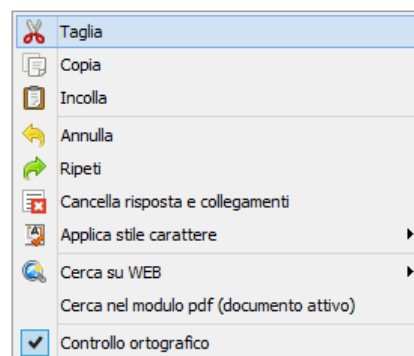 Taglia
Copia
Incolla
Annulla
Ripeti
Cancella risposta e collegamenti
Applica stile carattere
Cerca su WEB
Cerca nel modulo pdf (documento attivo)
Controllo ortografico